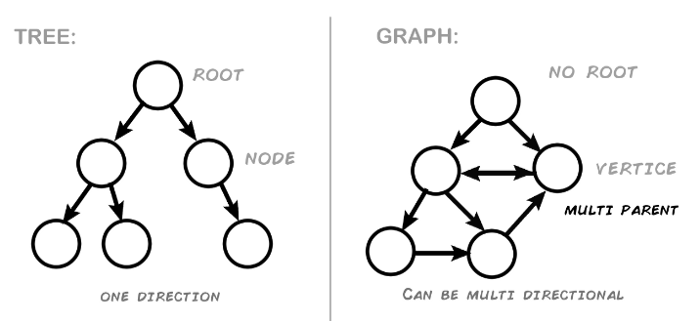 TREE:
ROOT
NODE
ONE DIRECTION
GRAPH:
NO ROOT
VERTICE
MULTI PARENT
CAN BE MULTI DIRECTIONAL